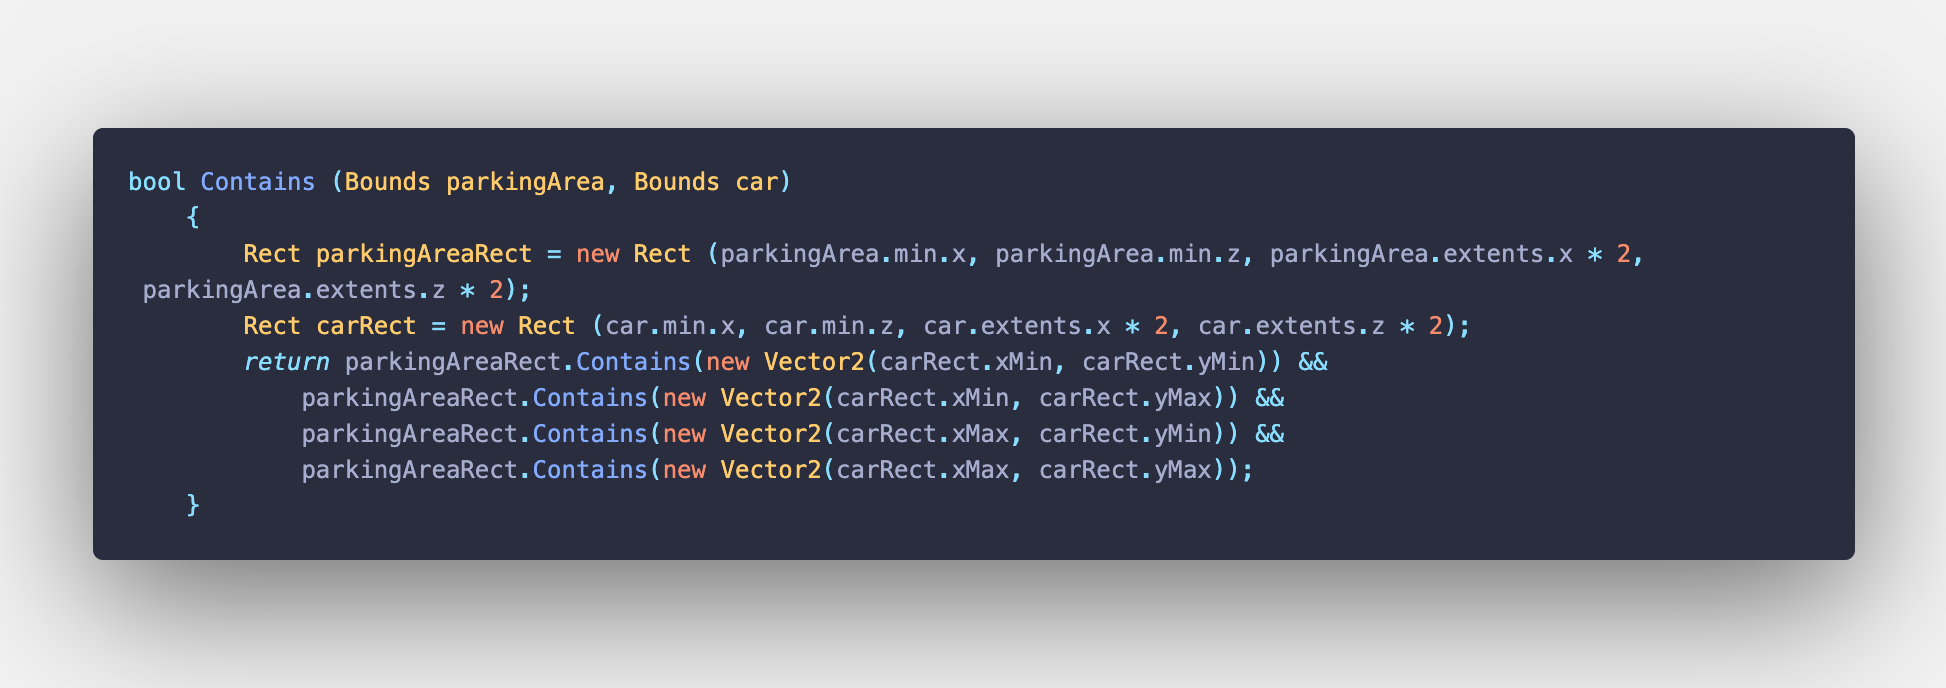 bool Contains (Bounds parkingArea, Bounds car)
    {
        Rect parkingAreaRect = new Rect (parkingArea.min.x, parkingArea.min.z, parkingArea.extents.x * 2,
 parkingArea.extents.z * 2);
        Rect carRect = new Rect (car.min.x, car.min.z, car.extents.x * 2, car.extents.z * 2);
        return parkingAreaRect.Contains(new Vector2(carRect.xMin, carRect.yMin)) &&
            parkingAreaRect.Contains(new Vector2(carRect.xMin, carRect.yMax)) &&
            parkingAreaRect.Contains(new Vector2(carRect.xMax, carRect.yMin)) &&
            parkingAreaRect.Contains(new Vector2(carRect.xMax, carRect.yMax));
    }